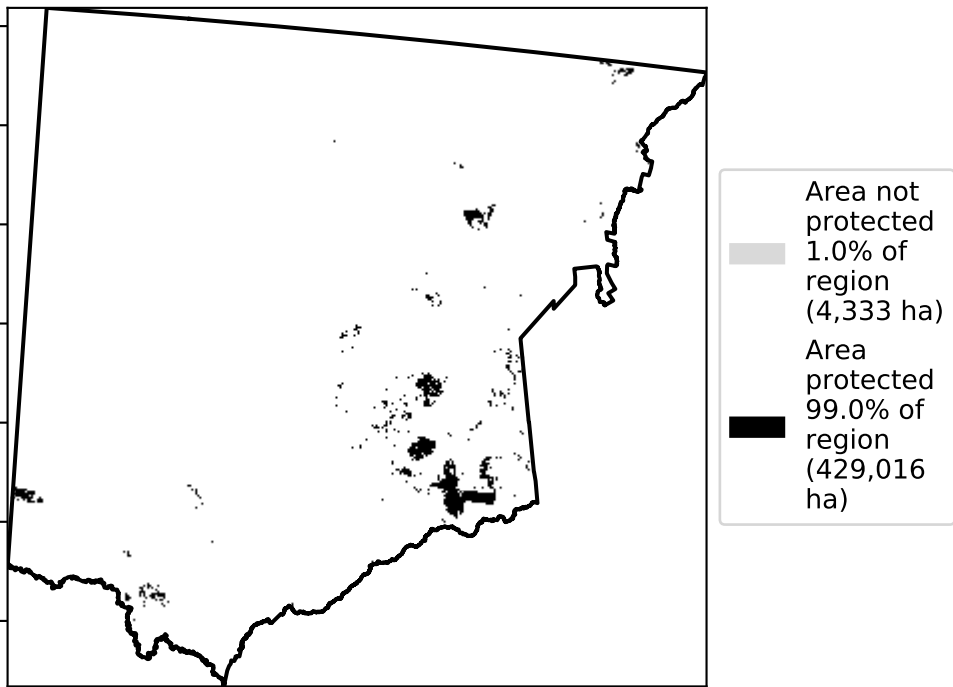 Area not
protected
1.0% of
region
(4,333 ha)
Area
protected
99.0% of
region
(429,016
ha)